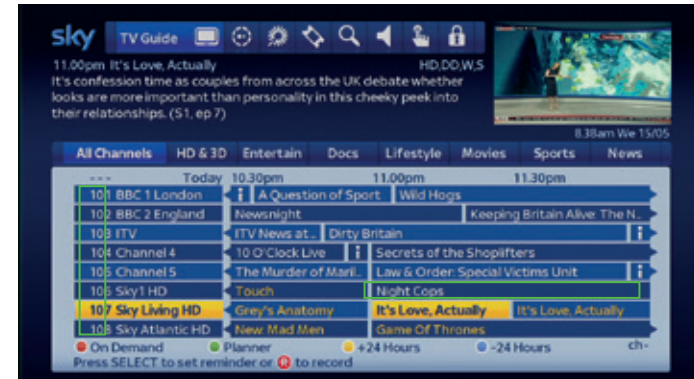 sky TV Guide
11.00pm It's Love, Actually HD,DD,W,S
It's confession time as couples from across the UK debate whether
looks are more important than personality in this cheeky peek into
their relationships. (S1, ep 7)
8.38am We 15/05
All Channels HD & 3D Entertain Docs Lifestyle Movies Sports News
--- Today 10.30pm 11.00pm 11.30pm
101 BBC 1 London i A Question of Sport Wild Hogs
102 BBC 2 England Newsnight Keeping Britain Alive: The N..
103 ITV ITV News at.. Dirty Britain i
104 Channel 4 10 O'Clock Live i Secrets of the Shoplifters
105 Channel 5 The Murder of Maril.. Law & Order: Special Victims Unit i
106 Sky1 HD Touch Night Cops
107 Sky Living HD Grey's Anatomy It's Love, Actually It's Love, Actually
108 Sky Atlantic HD New: Mad Men Game Of Thrones
On Demand Planner +24 Hours -24 Hours ch-
Press SELECT to set reminder or R to record